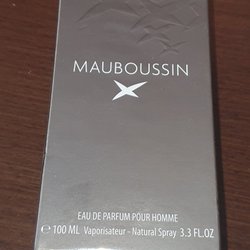 MAUBOUSSIN
EAU DE PARFUM POUR HOMME
℮ 100 ML Vaporisateur - Natural Spray 3.3 FL.OZ